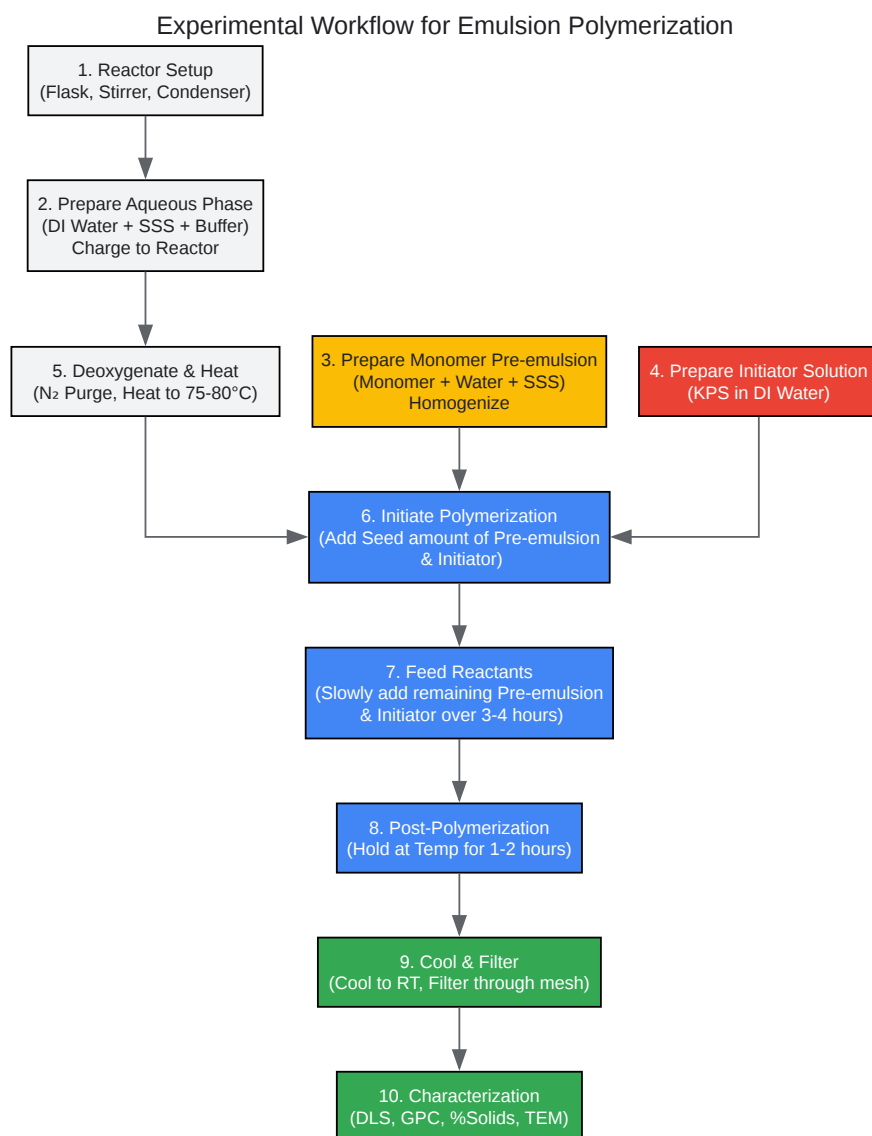 Experimental Workflow for Emulsion Polymerization
1. Reactor Setup
(Flask, Stirrer, Condenser)
2. Prepare Aqueous Phase
(DI Water + SSS + Buffer)
Charge to Reactor
5. Deoxygenate & Heat
(N₂ Purge, Heat to 75-80°C)
3. Prepare Monomer Pre-emulsion
(Monomer + Water + SSS)
Homogenize
4. Prepare Initiator Solution
(KPS in DI Water)
6. Initiate Polymerization
(Add Seed amount of Pre-emulsion
& Initiator)
7. Feed Reactants
(Slowly add remaining Pre-emulsion
& Initiator over 3-4 hours)
8. Post-Polymerization
(Hold at Temp for 1-2 hours)
9. Cool & Filter
(Cool to RT, Filter through mesh)
10. Characterization
(DLS, GPC, %Solids, TEM)